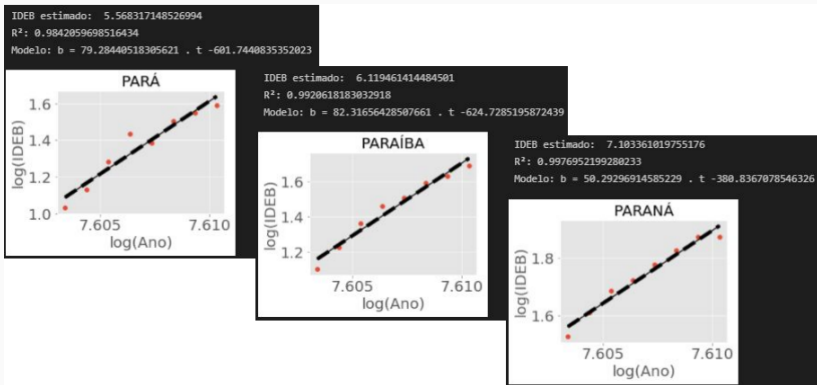 IDEB estimado: 5.568317148526994
R²: 0.9842059698516434
Modelo: b = 79.28440518305621 . t -601.7440835352023
PARÁ
1.6
1.4
1.2
1.0
log(IDEB)
7.605 7.610
log(Ano)
IDEB estimado: 6.119461414484501
R²: 0.9920618183032918
Modelo: b = 82.31656428507661 . t -624.7285195872439
PARAÍBA
1.6
1.4
1.2
log(IDEB)
7.605 7.610
log(Ano)
IDEB estimado: 7.103361019755176
R²: 0.9976952199280233
Modelo: b = 50.29296914585229 . t -380.8367078546326
PARANÁ
1.8
1.6
log(IDEB)
7.605 7.610
log(Ano)